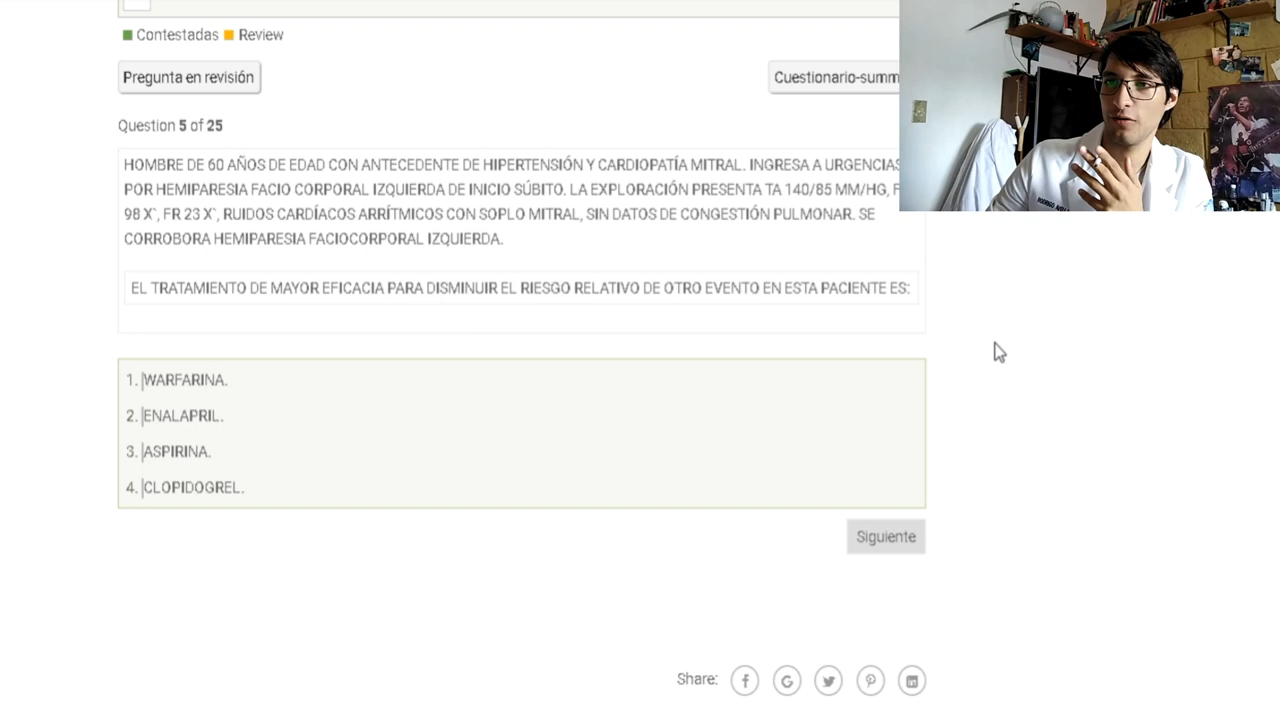 Contestadas Review
Pregunta en revisión
Cuestionario-summ
Question 5 of 25
HOMBRE DE 60 AÑOS DE EDAD CON ANTECEDENTE DE HIPERTENSIÓN Y CARDIOPATÍA MITRAL. INGRESA A URGENCIAS
POR HEMIPARESIA FACIO CORPORAL IZQUIERDA DE INICIO SÚBITO. LA EXPLORACIÓN PRESENTA TA 140/85 MM/HG, F
98 X`, FR 23 X`, RUIDOS CARDÍACOS ARRÍTMICOS CON SOPLO MITRAL, SIN DATOS DE CONGESTIÓN PULMONAR. SE
CORROBORA HEMIPARESIA FACIOCORPORAL IZQUIERDA.
EL TRATAMIENTO DE MAYOR EFICACIA PARA DISMINUIR EL RIESGO RELATIVO DE OTRO EVENTO EN ESTA PACIENTE ES:
1. WARFARINA.
2. ENALAPRIL.
3. ASPIRINA.
4. CLOPIDOGREL.
Siguiente
Share: